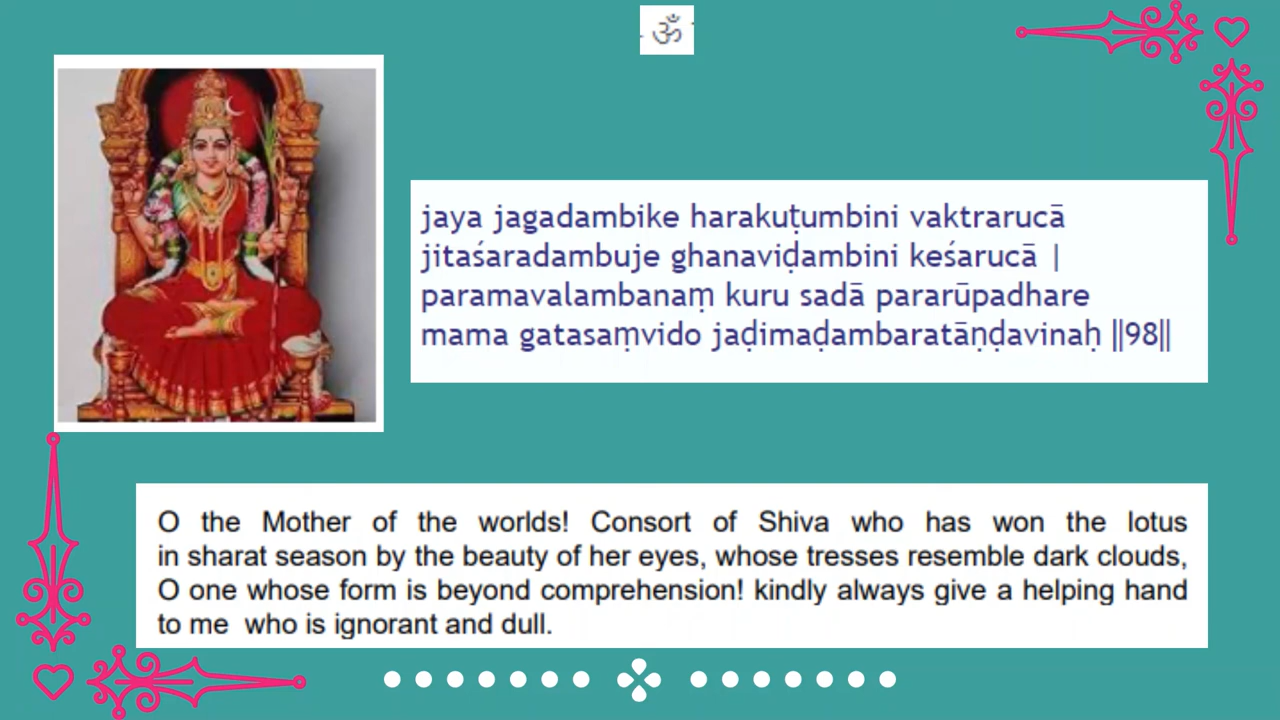 ॐ
jaya jagadambike harakuṭumbini vaktrarucā
jitaśaradambuje ghanaviḍambini keśarucā |
paramavalambanaṃ kuru sadā pararūpadhare
mama gatasaṃvido jaḍimaḍambaratāṇḍavinaḥ ||98||
O the Mother of the worlds! Consort of Shiva who has won the lotus
in sharat season by the beauty of her eyes, whose tresses resemble dark clouds,
O one whose form is beyond comprehension! kindly always give a helping hand
to me who is ignorant and dull.